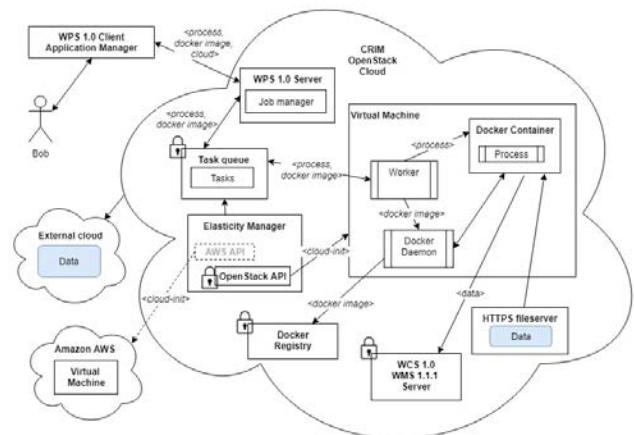 WPS 1.0 Client
Application Manager
<process,
docker image,
cloud>
CRIM
OpenStack
Cloud
WPS 1.0 Server
Job manager
Bob
<process,
docker image>
Virtual Machine
Docker Container
Process
<process>
Task queue
Tasks
<process,
docker image>
Worker
Elasticity Manager
AWS API
OpenStack API
<docker image>
Docker
Daemon
<cloud-init>
External cloud
Data
<cloud-init>
<docker image>
<data>
HTTPS fileserver
Data
Docker
Registry
Amazon AWS
Virtual
Machine
WCS 1.0
WMS 1.1.1
Server